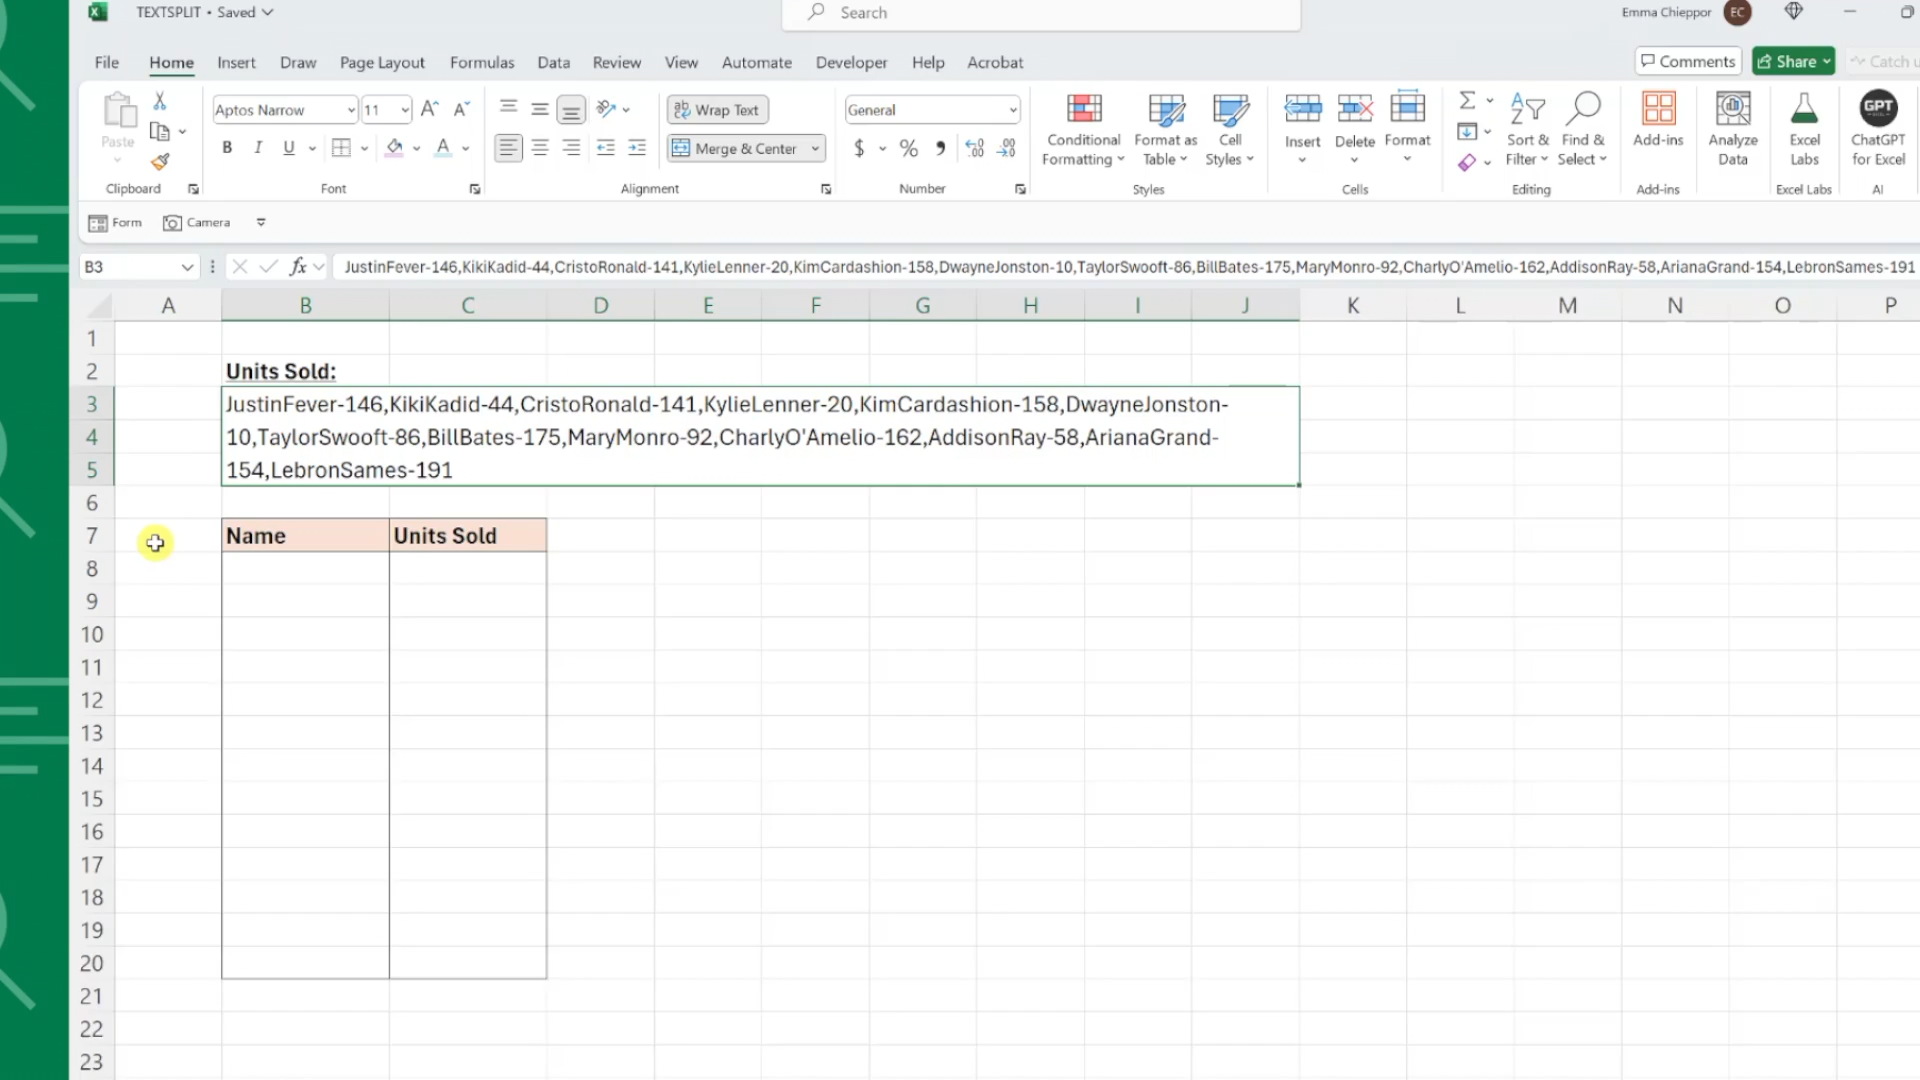 TEXTSPLIT • Saved
Search
Emma Chieppor
EC
File Home Insert Draw Page Layout Formulas Data Review View Automate Developer Help Acrobat
Comments
Share
Catch u
Paste
Clipboard
Aptos Narrow
11
B I U
A
Font
Wrap Text
Merge & Center
Alignment
General
$ % 9
Number
Conditional
Formatting
Format as
Table
Cell
Styles
Styles
Insert
Delete
Format
Cells
Sort &
Filter
Find &
Select
Editing
Add-ins
Add-ins
Analyze
Data
Excel
Labs
Excel Labs
GPT
ChatGPT
for Excel
AI
Form
Camera
B3
fx
JustinFever-146,KikiKadid-44,CristoRonald-141,KylieLenner-20,KimCardashion-158,DwayneJonston-10,TaylorSwooft-86,BillBates-175,MaryMonro-92,CharlyO'Amelio-162,AddisonRay-58,ArianaGrand-154,LebronSames-191
A B C D E F G H I J K L M N O P
1
2
Units Sold:
3
JustinFever-146,KikiKadid-44,CristoRonald-141,KylieLenner-20,KimCardashion-158,DwayneJonston-
4
10,TaylorSwooft-86,BillBates-175,MaryMonro-92,CharlyO'Amelio-162,AddisonRay-58,ArianaGrand-
5
154,LebronSames-191
6
7
Name Units Sold
8
9
10
11
12
13
14
15
16
17
18
19
20
21
22
23